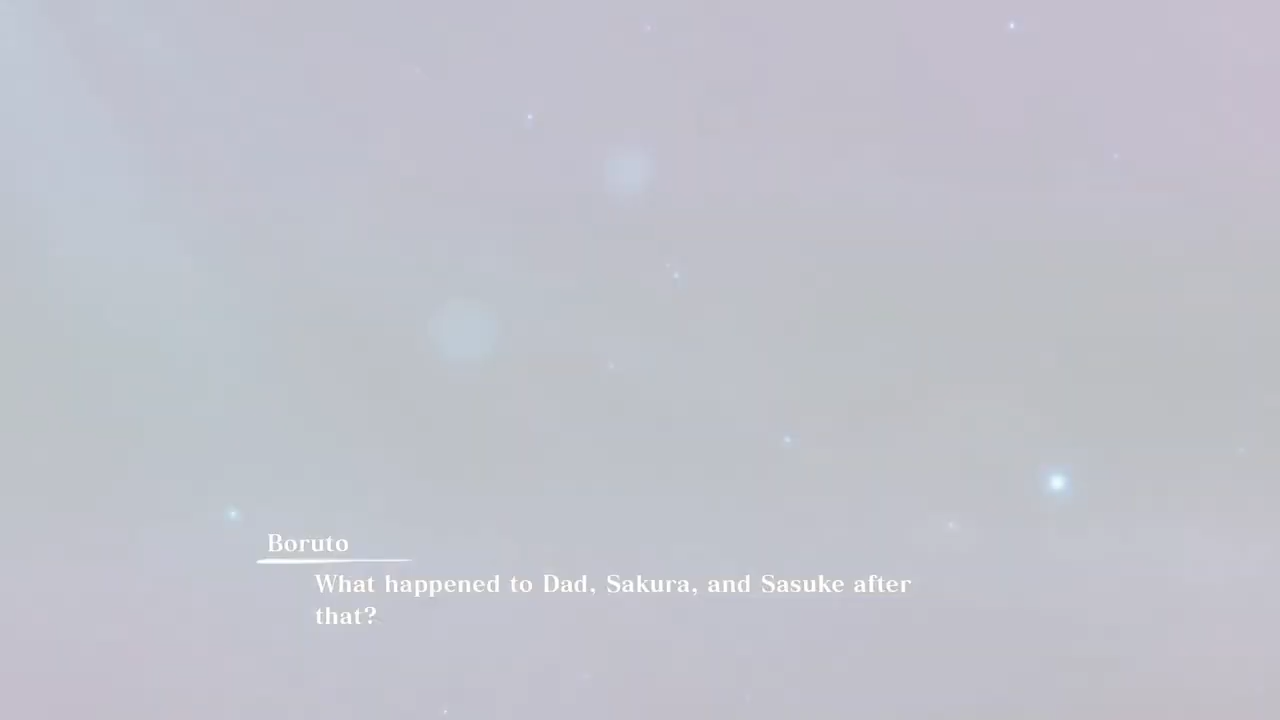 Boruto
What happened to Dad, Sakura, and Sasuke after
that?